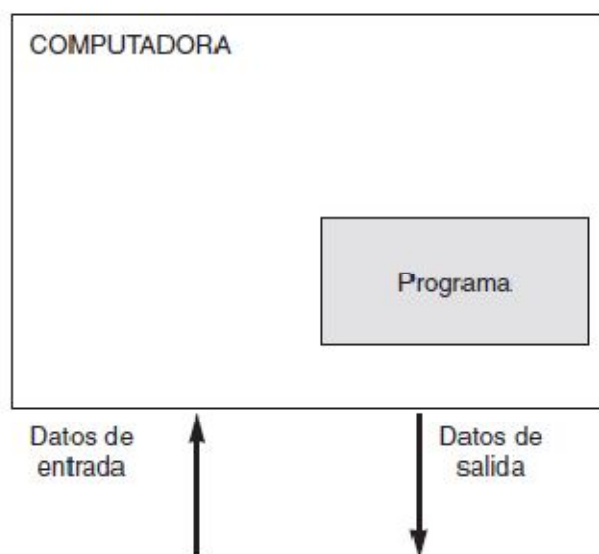 COMPUTADORA
Programa
Datos de
entrada
Datos de
salida